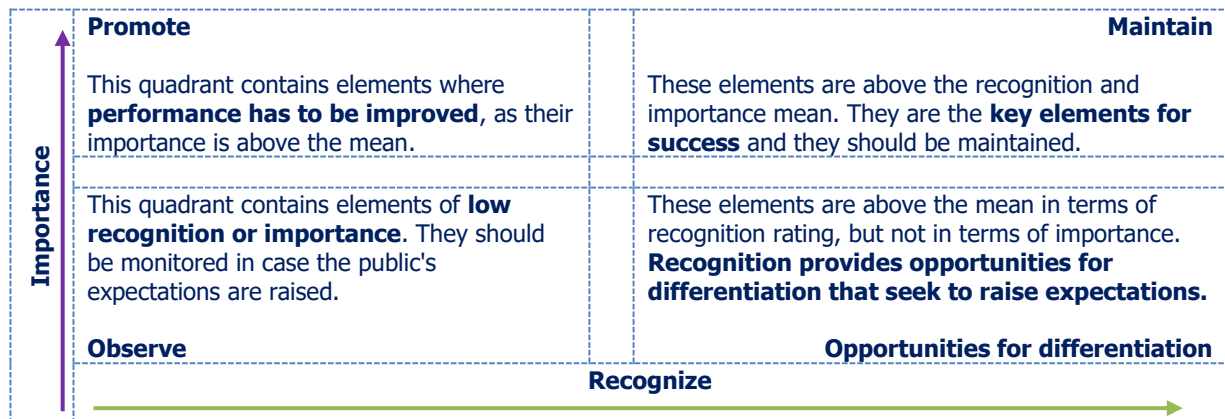 Promote
This quadrant contains elements where
performance has to be improved, as their
importance is above the mean.
Maintain
These elements are above the recognition and
importance mean. They are the key elements for
success and they should be maintained.
Importance
This quadrant contains elements of low
recognition or importance. They should
be monitored in case the public's
expectations are raised.
Observe
These elements are above the mean in terms of
recognition rating, but not in terms of importance.
Recognition provides opportunities for
differentiation that seek to raise expectations.
Opportunities for differentiation
Recognize